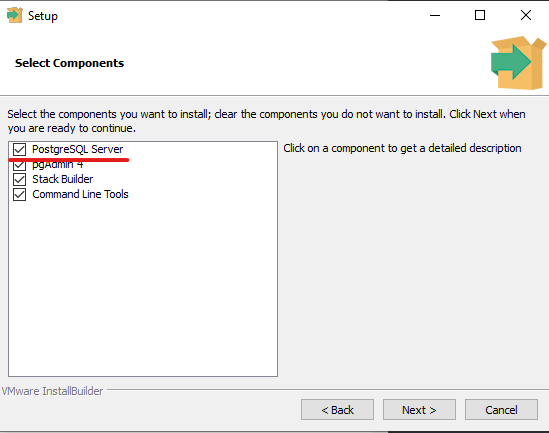 Setup
Select Components
Select the components you want to install; clear the components you do not want to install. Click Next when
you are ready to continue.
PostgreSQL Server
Click on a component to get a detailed description
pgAdmin 4
Stack Builder
Command Line Tools
VMware InstallBuilder
< Back
Next >
Cancel